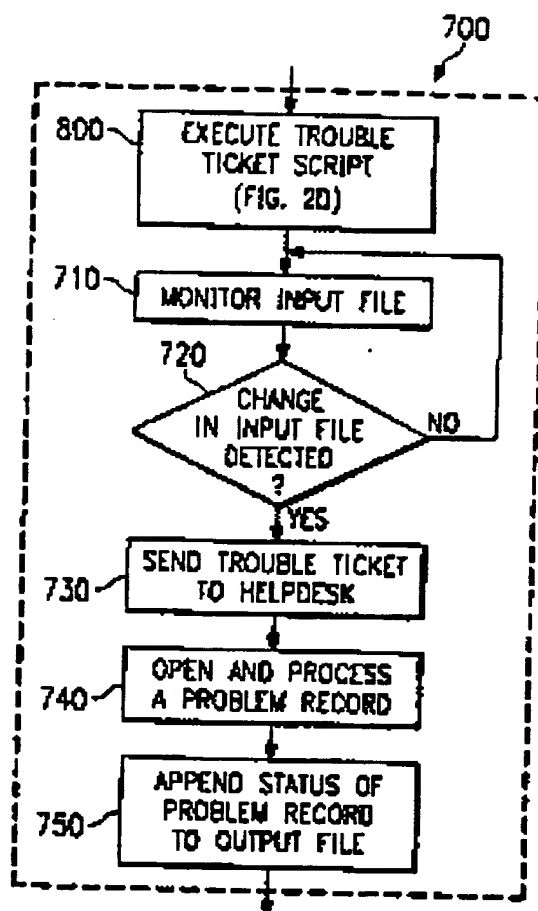 700
800
EXECUTE TROUBLE
TICKET SCRIPT
(FIG. 2D)
710
MONITOR INPUT FILE
720
CHANGE
IN INPUT FILE
DETECTED
?
NO
YES
730
SEND TROUBLE TICKET
TO HELPDESK
740
OPEN AND PROCESS
A PROBLEM RECORD
750
APPEND STATUS OF
PROBLEM RECORD
TO OUTPUT FILE